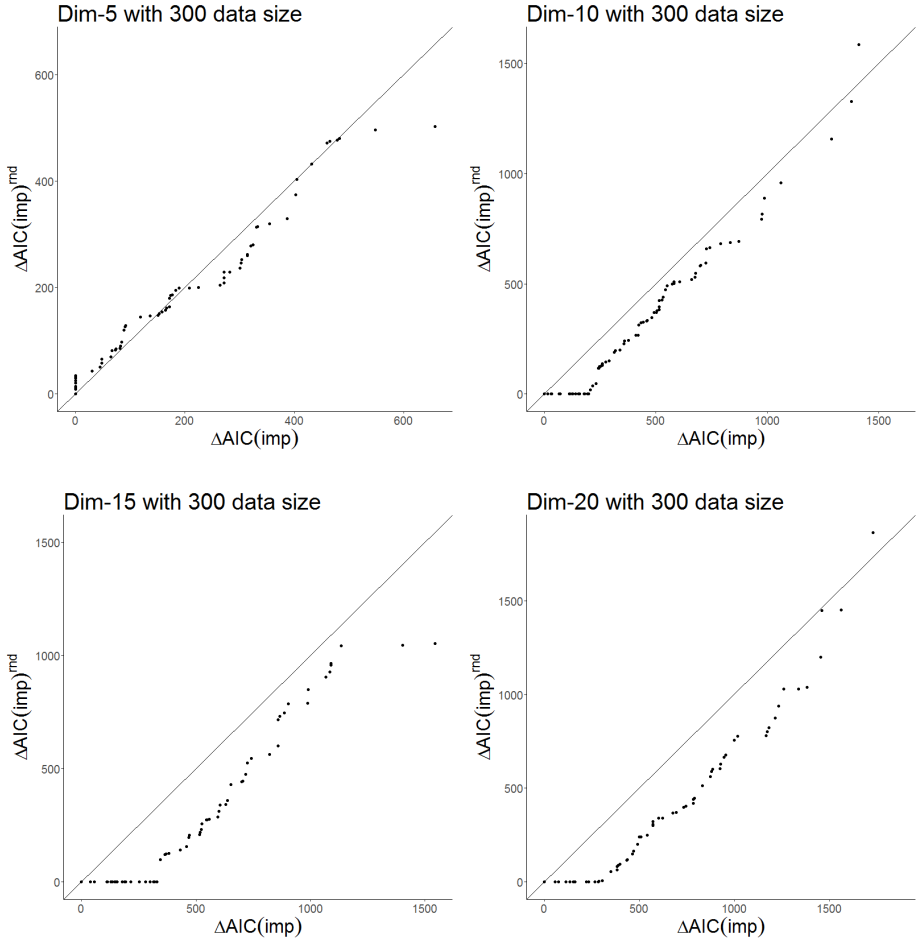 Dim-5 with 300 data size
600
400
200
0
0 200 400 600
ΔAIC(imp)
ΔAIC(imp)rnd
Dim-10 with 300 data size
1500
1000
500
0
0 500 1000 1500
ΔAIC(imp)
ΔAIC(imp)rnd
Dim-15 with 300 data size
1500
1000
500
0
0 500 1000 1500
ΔAIC(imp)
ΔAIC(imp)rnd
Dim-20 with 300 data size
1500
1000
500
0
0 500 1000 1500
ΔAIC(imp)
ΔAIC(imp)rnd